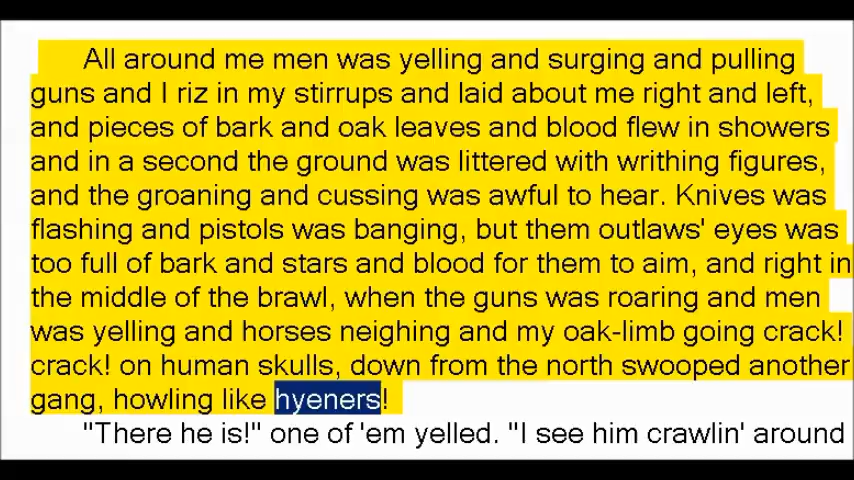 All around me men was yelling and surging and pulling
guns and I riz in my stirrups and laid about me right and left,
and pieces of bark and oak leaves and blood flew in showers
and in a second the ground was littered with writhing figures,
and the groaning and cussing was awful to hear. Knives was
flashing and pistols was banging, but them outlaws' eyes was
too full of bark and stars and blood for them to aim, and right in
the middle of the brawl, when the guns was roaring and men
was yelling and horses neighing and my oak-limb going crack!
crack! on human skulls, down from the north swooped another
gang, howling like hyeners!
"There he is!" one of 'em yelled. "I see him crawlin' around